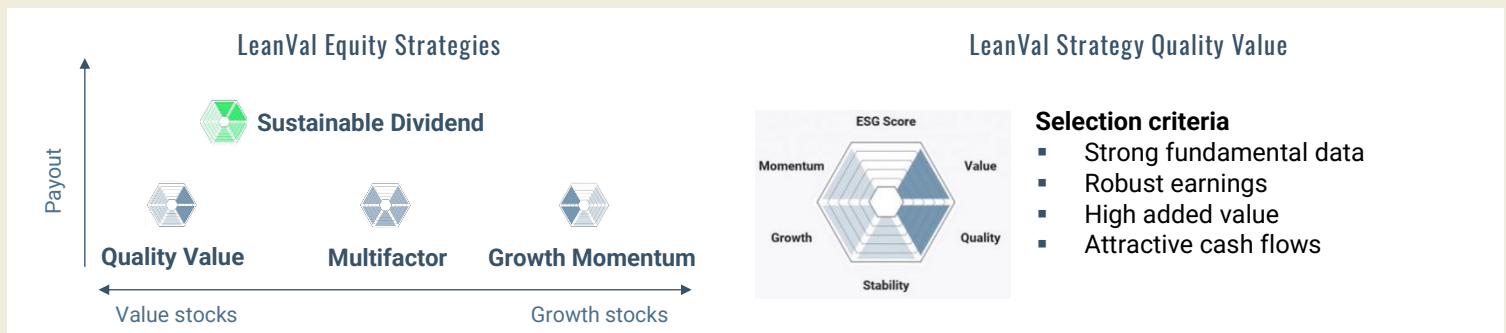 LeanVal Equity Strategies
Payout
Sustainable Dividend
Quality Value
Multifactor
Growth Momentum
Value stocks
Growth stocks
LeanVal Strategy Quality Value
ESG Score
Momentum
Value
Growth
Quality
Stability
Selection criteria
▪ Strong fundamental data
▪ Robust earnings
▪ High added value
▪ Attractive cash flows